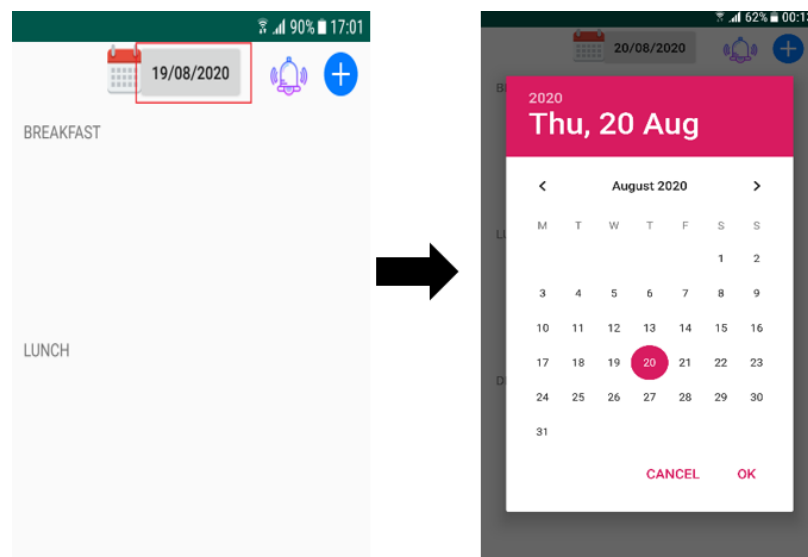 90% 17:01
19/08/2020
BREAKFAST
LUNCH
62% 00:13
20/08/2020
2020
Thu, 20 Aug
August 2020
M T W T F S S
1 2
3 4 5 6 7 8 9
10 11 12 13 14 15 16
17 18 19 20 21 22 23
24 25 26 27 28 29 30
31
CANCEL OK